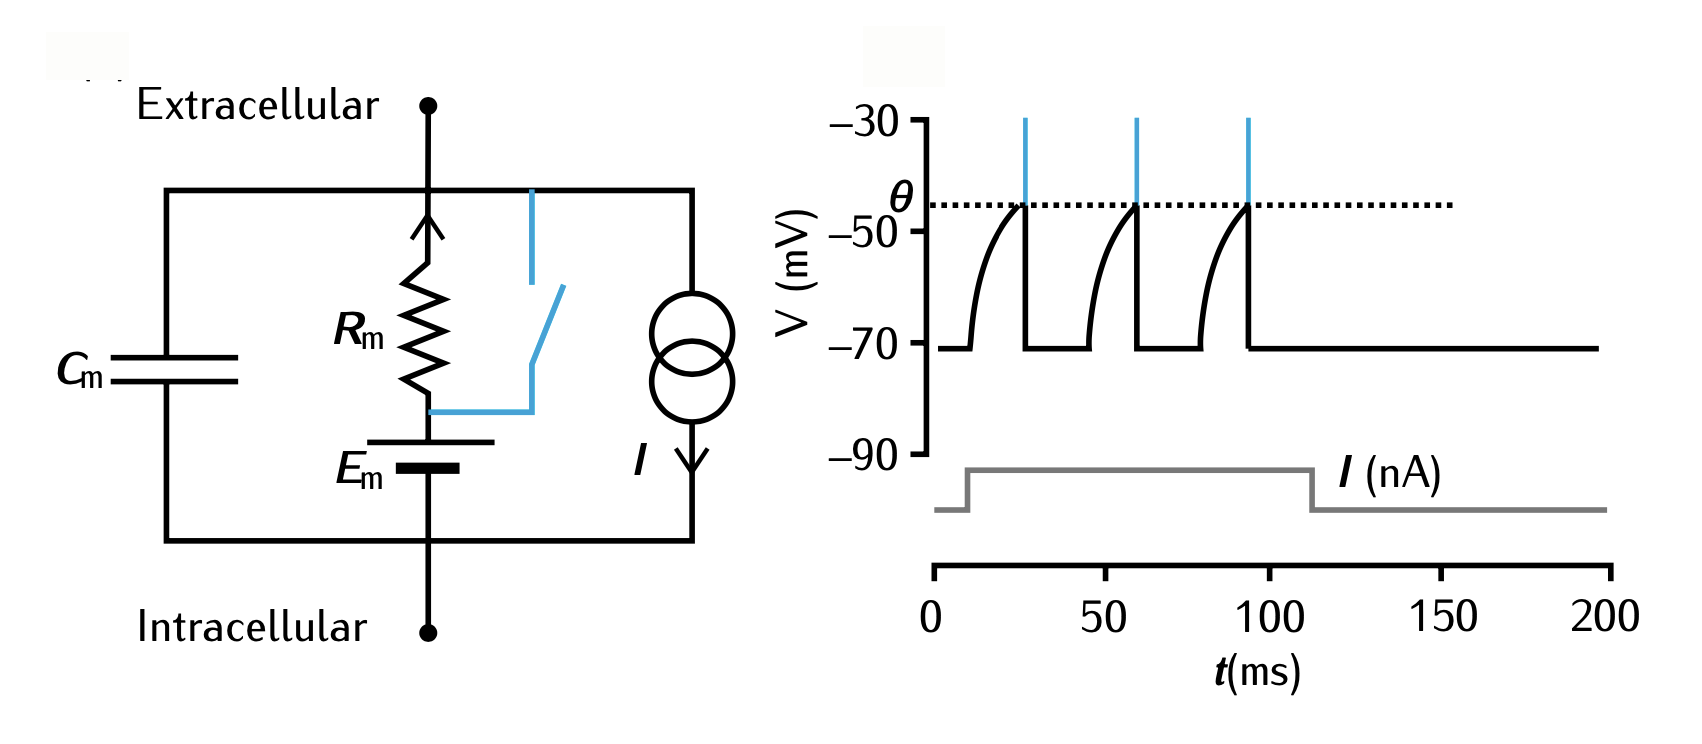 Extracellular
Rm
Cm
Em
I
Intracellular
–30
θ
–50
–70
–90
V (mV)
I (nA)
0 50 100 150 200
t(ms)